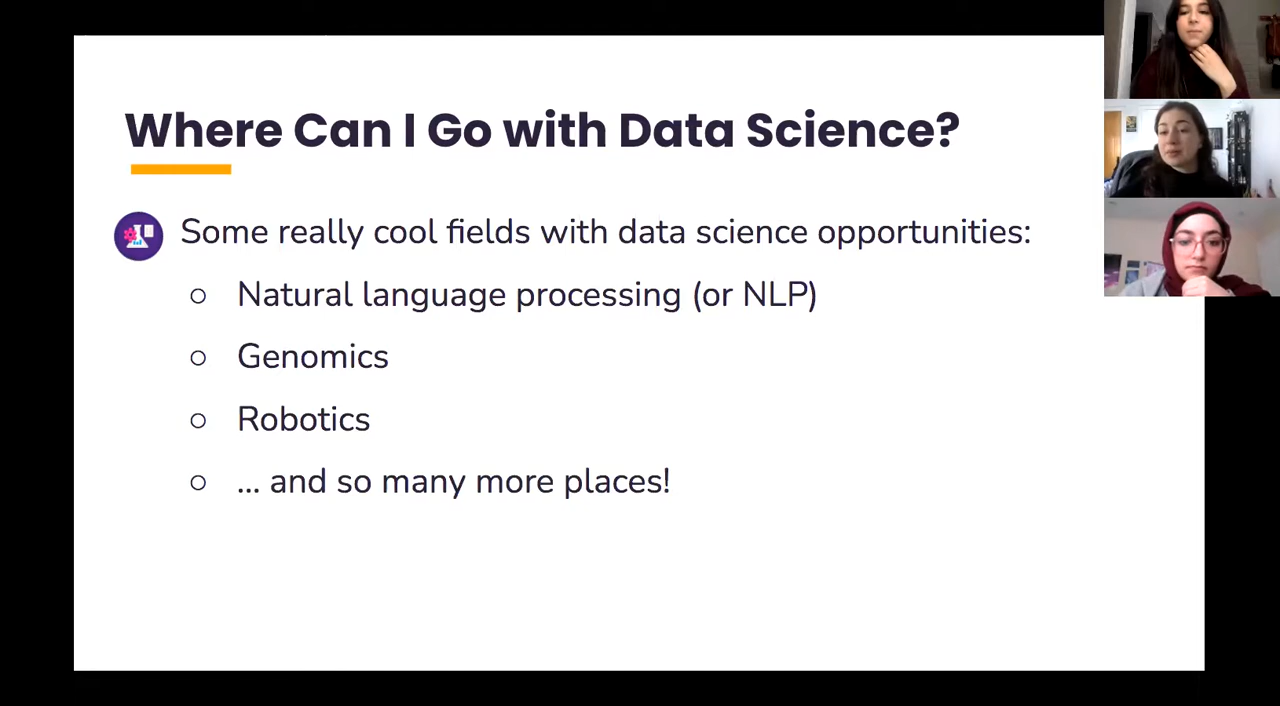 Where Can I Go with Data Science?
Some really cool fields with data science opportunities:
○ Natural language processing (or NLP)
○ Genomics
○ Robotics
○ ... and so many more places!